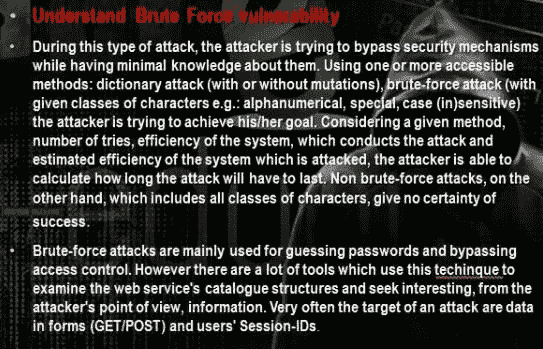 • Understand Brute Force vulnerability
• During this type of attack, the attacker is trying to bypass security mechanisms
while having minimal knowledge about them. Using one or more accessible
methods: dictionary attack (with or without mutations), brute-force attack (with
given classes of characters e.g.: alphanumerical, special, case (in)sensitive)
the attacker is trying to achieve his/her goal. Considering a given method,
number of tries, efficiency of the system, which conducts the attack and
estimated efficiency of the system which is attacked, the attacker is able to
calculate how long the attack will have to last. Non brute-force attacks, on the
other hand, which includes all classes of characters, give no certainty of
success.
• Brute-force attacks are mainly used for guessing passwords and bypassing
access control. However there are a lot of tools which use this techinque to
examine the web service's catalogue structures and seek interesting, from the
attacker's point of view, information. Very often the target of an attack are data
in forms (GET/POST) and users' Session-IDs.